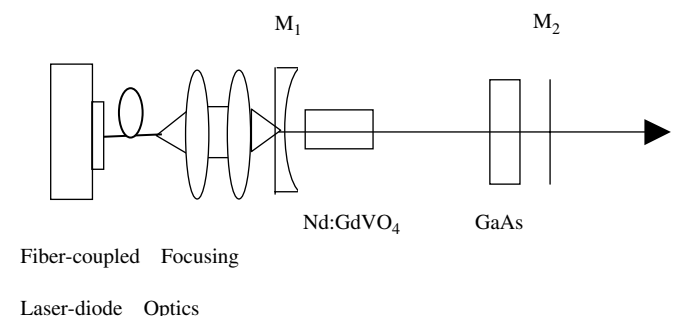 M₁
M₂
Nd:GdVO₄
GaAs
Fiber-coupled Focusing
Laser-diode Optics